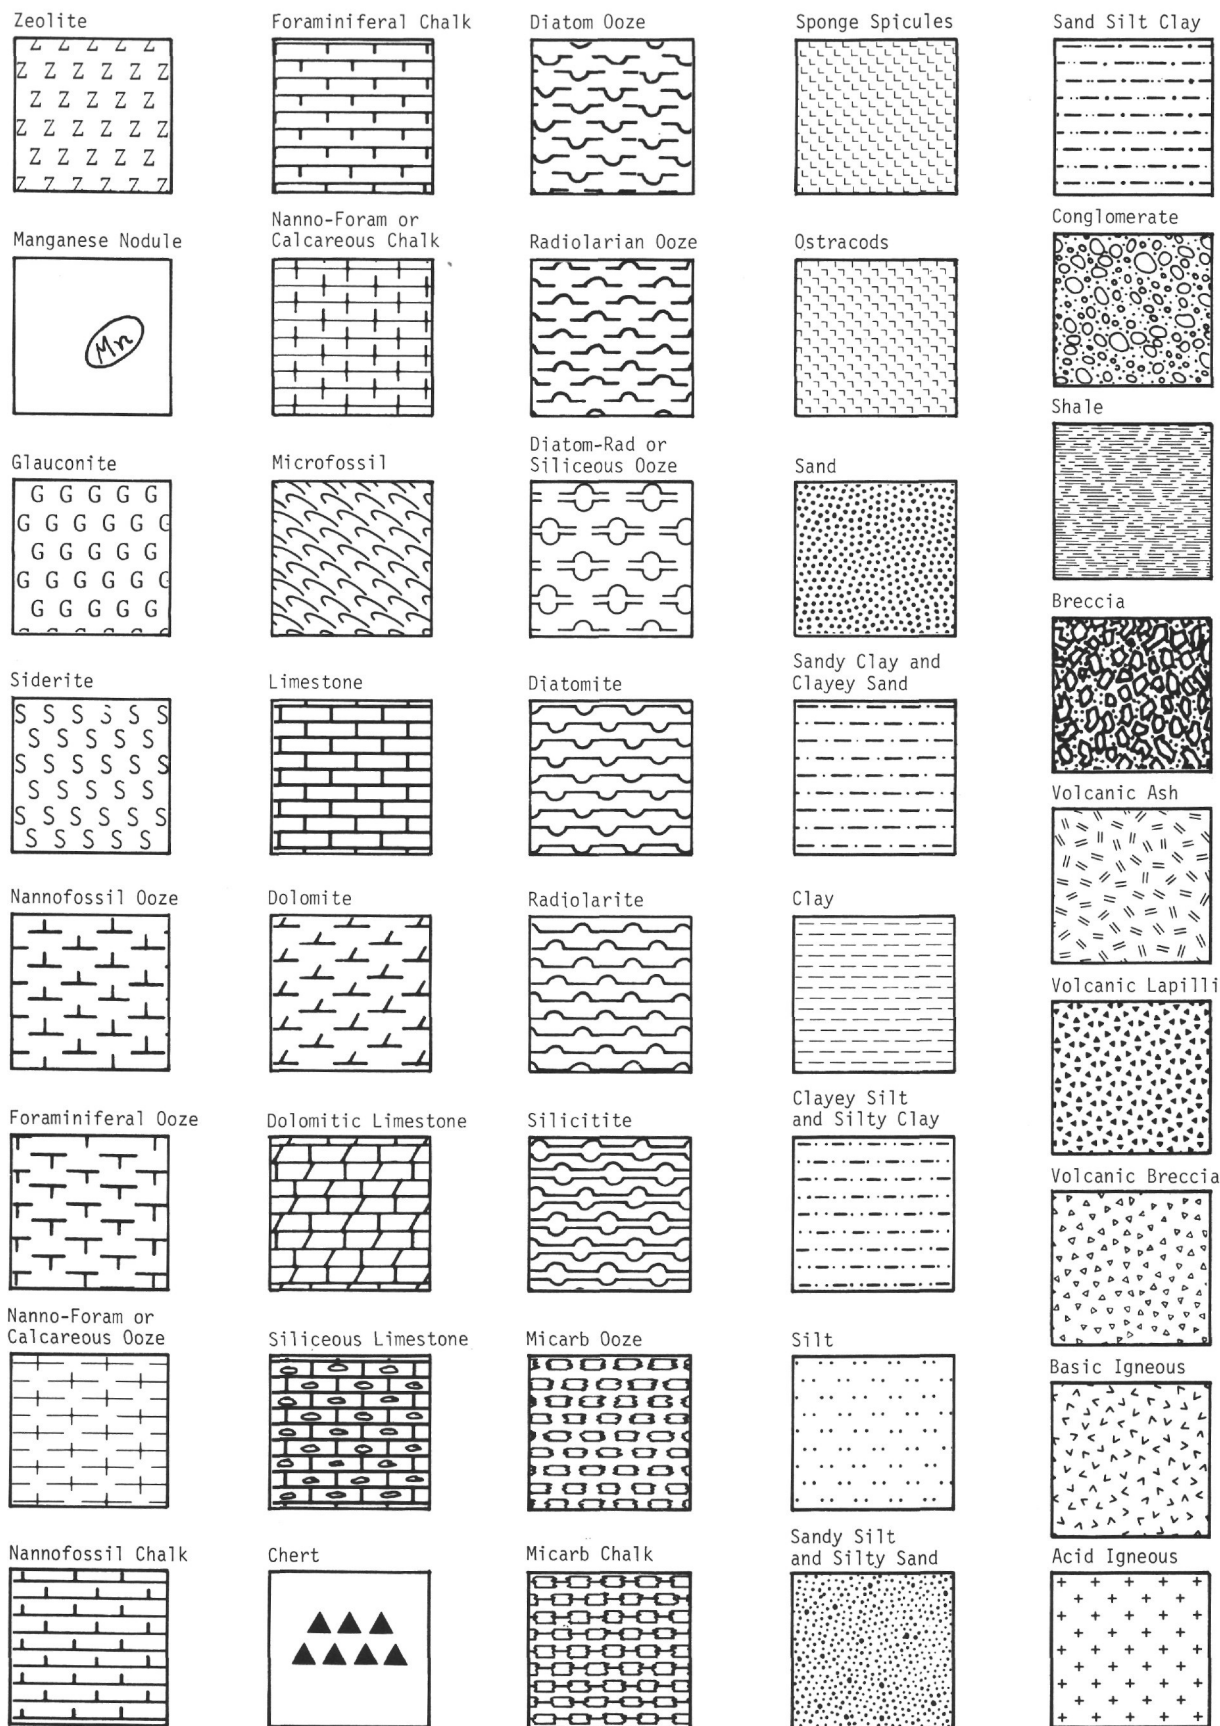 Zeolite
Z Z Z Z Z
Z Z Z Z Z Z
Z Z Z Z Z
Z Z Z Z Z Z
Z Z Z Z Z
Z Z Z Z Z Z
Manganese Nodule
Mn
Glauconite
G G G G G
G G G G G G
G G G G G
G G G G G G
G G G G G
Siderite
S S S S S S
S S S S S
S S S S S S
S S S S S
S S S S S S
S S S S S
Nannofossil Ooze
Foraminiferal Ooze
Nanno-Foram or
Calcareous Ooze
Nannofossil Chalk
Foraminiferal Chalk
Nanno-Foram or
Calcareous Chalk
Microfossil
Limestone
Dolomite
Dolomitic Limestone
Siliceous Limestone
Chert
Diatom Ooze
Radiolarian Ooze
Diatom-Rad or
Siliceous Ooze
Diatomite
Radiolarite
Silicitite
Micarb Ooze
Micarb Chalk
Sponge Spicules
Ostracods
Sand
Sandy Clay and
Clayey Sand
Clay
Clayey Silt
and Silty Clay
Silt
Sandy Silt
and Silty Sand
Sand Silt Clay
Conglomerate
Shale
Breccia
Volcanic Ash
Volcanic Lapilli
Volcanic Breccia
Basic Igneous
Acid Igneous